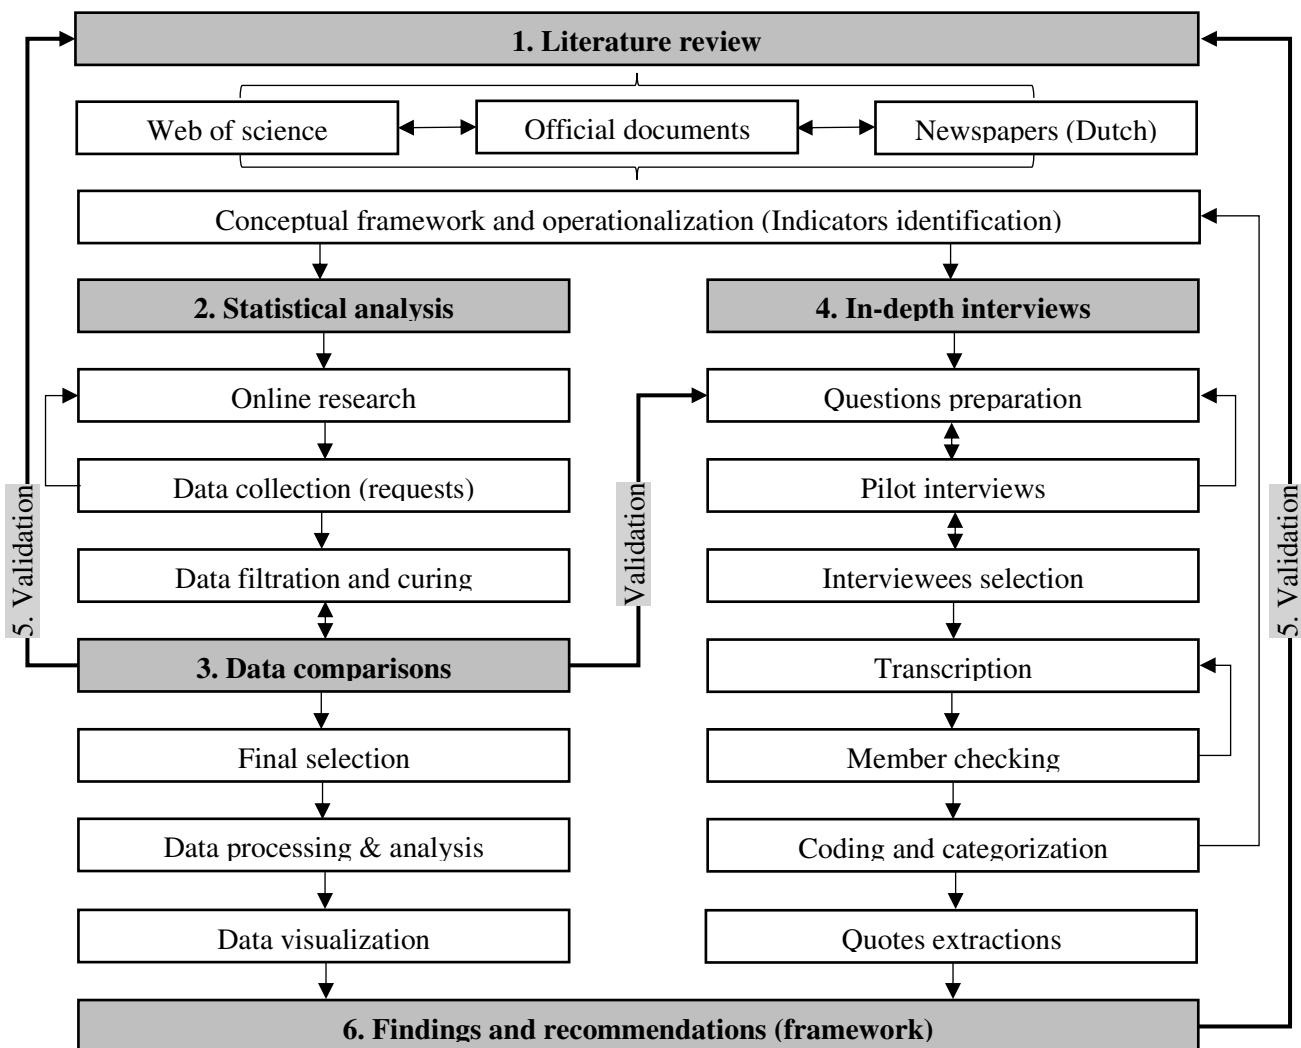 1. Literature review
Web of science
Official documents
Newspapers (Dutch)
Conceptual framework and operationalization (Indicators identification)
2. Statistical analysis
4. In-depth interviews
Online research
Questions preparation
Data collection (requests)
Pilot interviews
5. Validation
Validation
5. Validation
Data filtration and curing
Interviewees selection
3. Data comparisons
Transcription
Final selection
Member checking
Data processing & analysis
Coding and categorization
Data visualization
Quotes extractions
6. Findings and recommendations (framework)